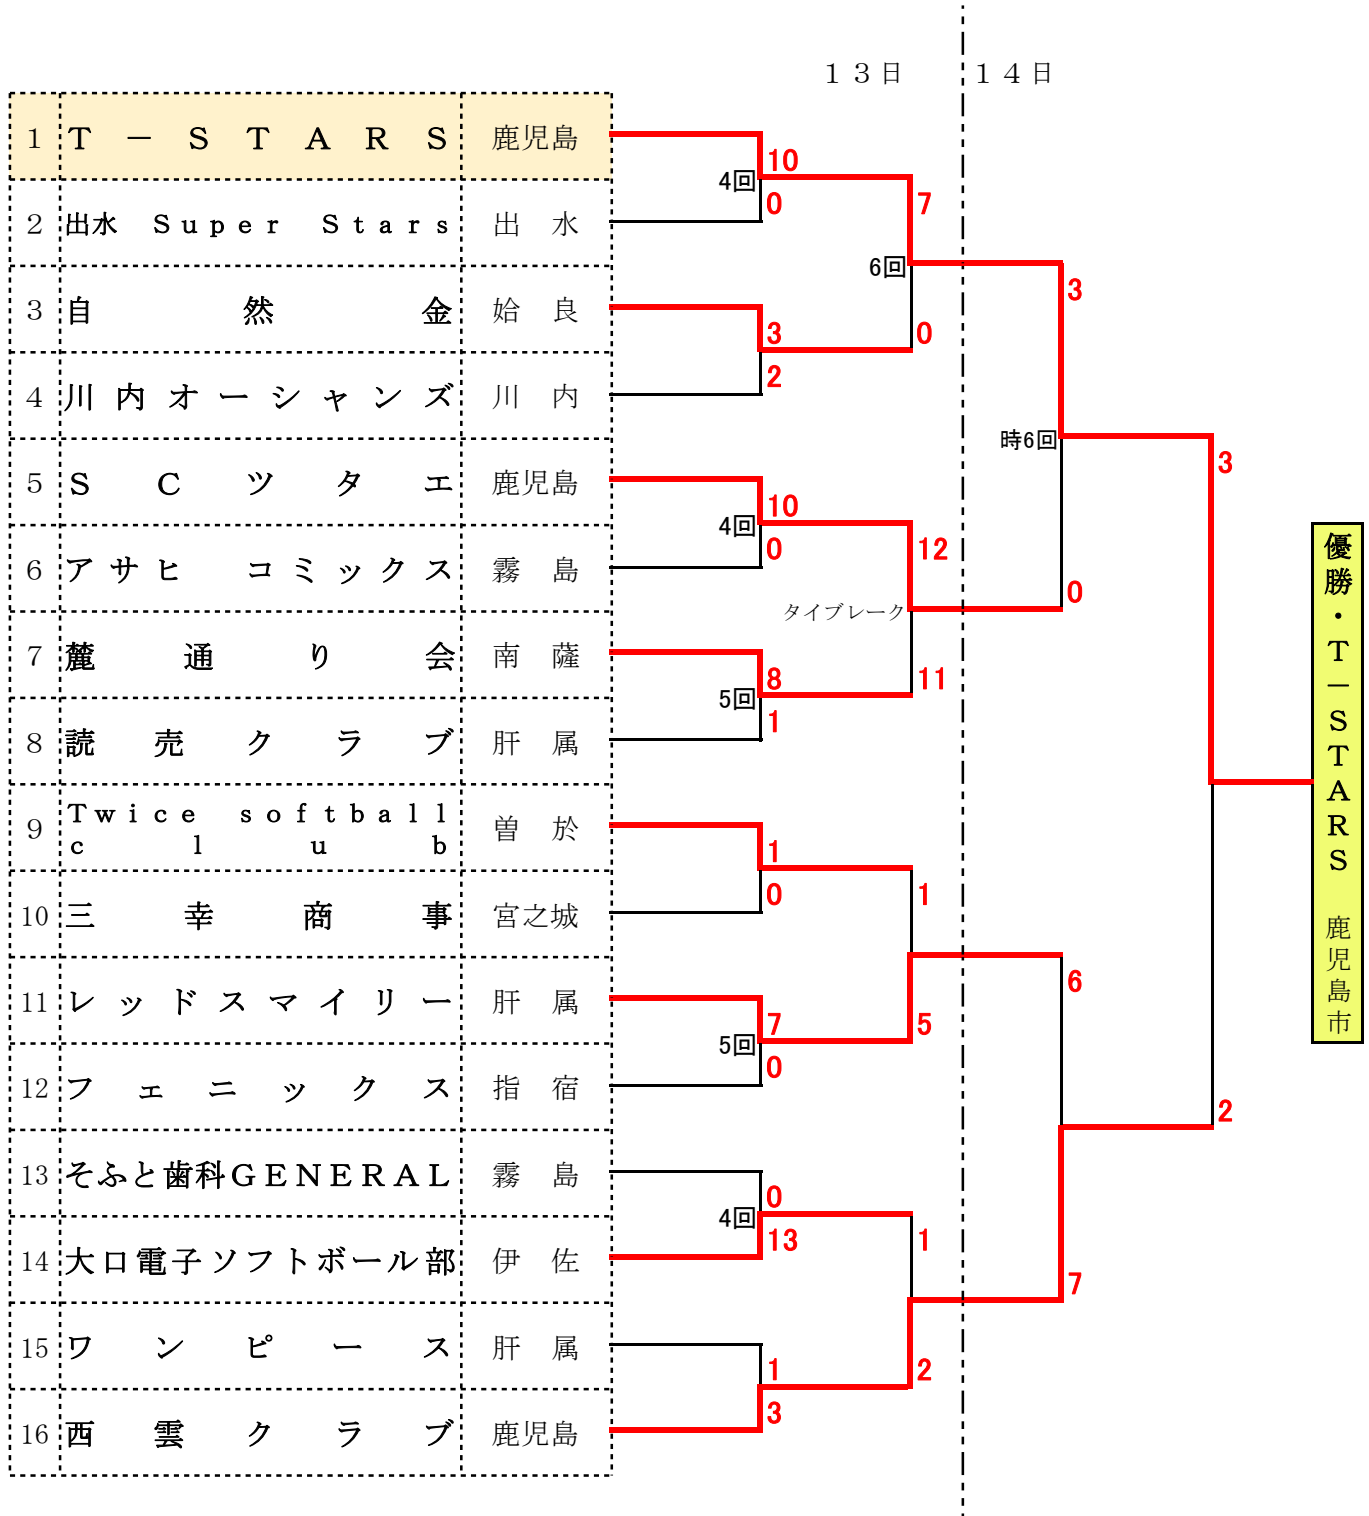 １３日 １４日
1 Ｔ－ＳＴＡＲＳ 鹿児島
10
4回
0
7
2 出水　Ｓｕｐｅｒ　Ｓｔａｒｓ 出　水
6回
3
3 自然金 姶　良
3
0
2
4 川内オーシャンズ 川　内
時6回
3
5 ＳＣツタエ 鹿児島
10
4回
0
12
6 アサヒ　コミックス 霧　島
タイブレーク
0
7 麓通り会 南　薩
8
11
5回
1
8 読売クラブ 肝　属
9 Ｔｗｉｃｅ　ｓｏｆｔｂａｌｌ
ｃｌｕｂ 曽　於
1
0
1
10 三幸商事 宮之城
6
11 レッドスマイリー 肝　属
7
5
5回
0
12 フェニックス 指　宿
2
13 そふと歯科ＧＥＮＥＲＡＬ 霧　島
0
4回
13
1
14 大口電子ソフトボール部 伊　佐
7
15 ワンピース 肝　属
1
2
3
16 西雲クラブ 鹿児島
優勝・Ｔ－ＳＴＡＲＳ　鹿児島市